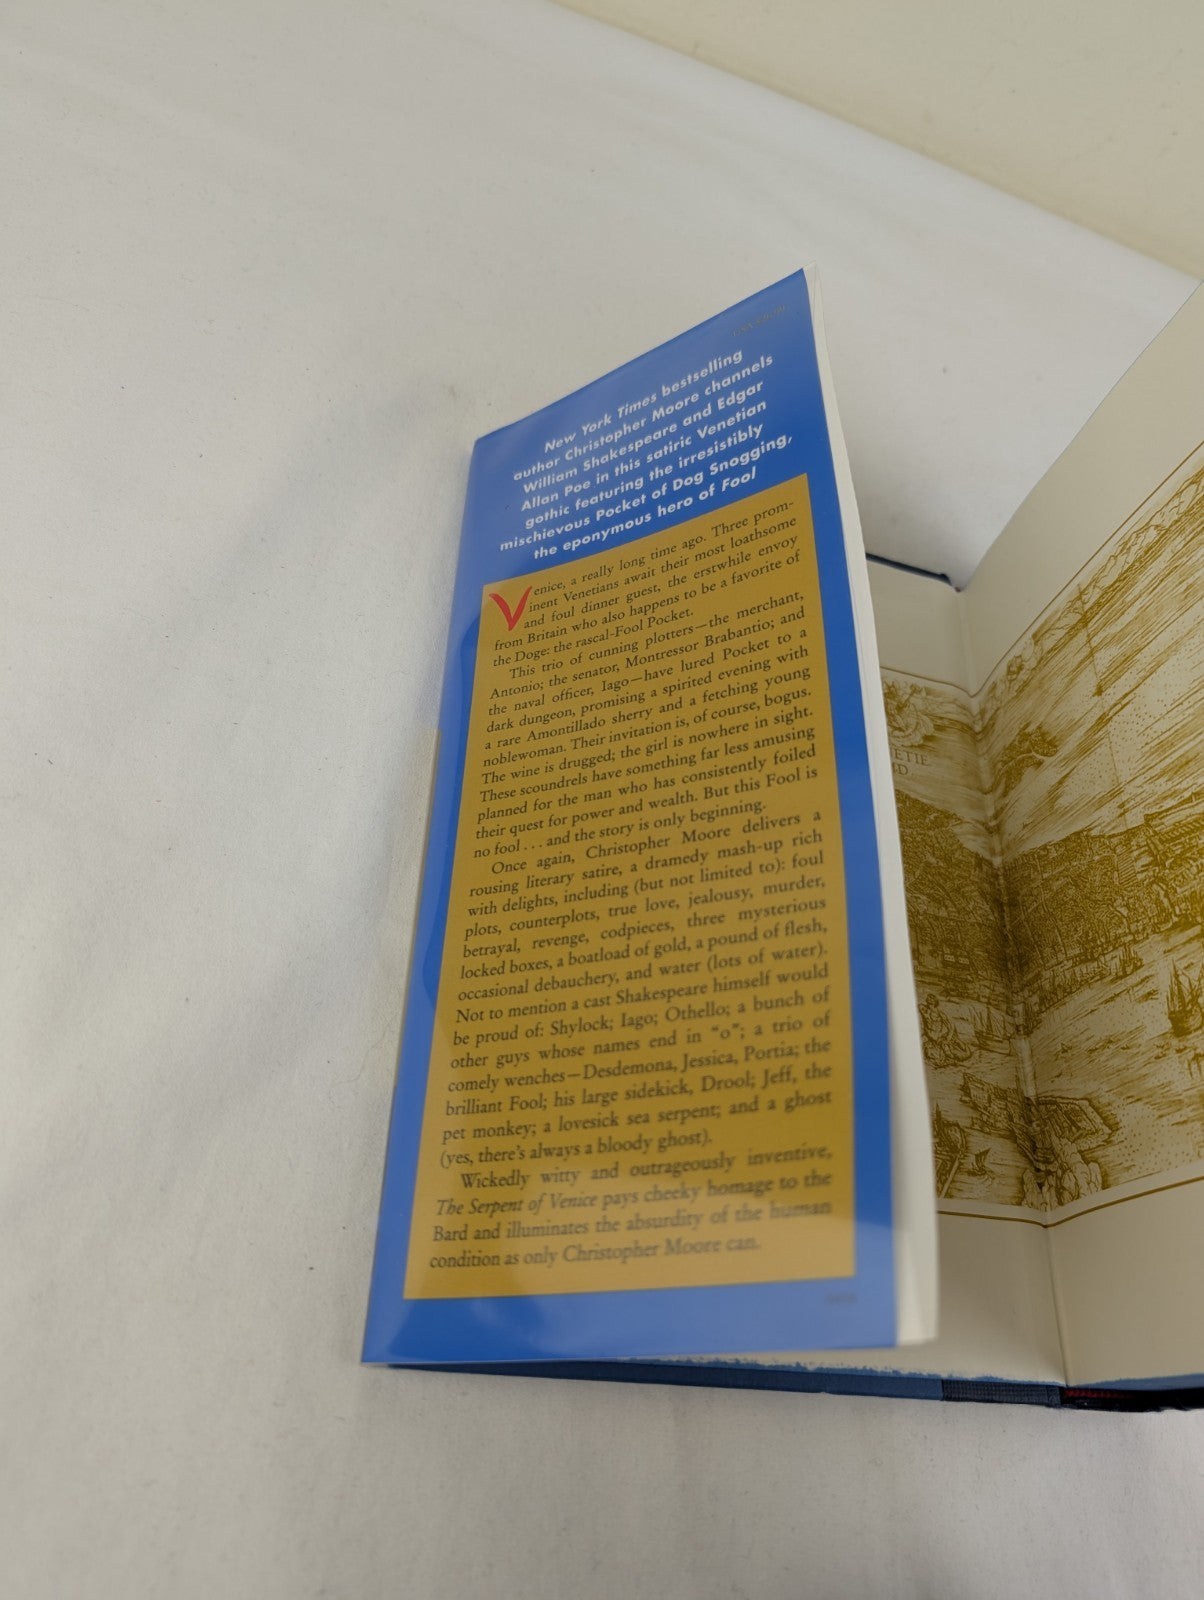 New York Times bestselling
author Christopher Moore channels
William Shakespeare and Edgar
Allan Poe in this satiric Venetian
gothic featuring the irresistibly
mischievous Pocket of Dog Snogging,
the eponymous hero of Fool
Venice, a really long time ago. Three prom-
inent Venetians await their most loathsome
and foul dinner guest, the erstwhile envoy
from Britain who also happens to be a favorite of
the Doge: the rascal-Fool Pocket.
This trio of cunning plotters—the merchant,
Antonio; the senator, Montressor Brabantio; and
the naval officer, Iago—have lured Pocket to a
dark dungeon, promising a spirited evening with
a rare Amontillado sherry and a fetching young
noblewoman. Their invitation is, of course, bogus.
The wine is drugged; the girl is nowhere in sight.
These scoundrels have something far less amusing
planned for the man who has consistently foiled
their quest for power and wealth. But this Fool is
no fool . . . and the story is only beginning.
Once again, Christopher Moore delivers a
rousing literary satire, a dramedy mash-up rich
with delights, including (but not limited to): foul
plots, counterplots, true love, jealousy, murder,
betrayal, revenge, codpieces, three mysterious
locked boxes, a boatload of gold, a pound of flesh,
occasional debauchery, and water (lots of water).
Not to mention a cast Shakespeare himself would
be proud of: Shylock; Iago; Othello; a bunch of
other guys whose names end in “o”; a trio of
comely wenches—Desdemona, Jessica, Portia; the
brilliant Fool; his large sidekick, Drool; Jeff, the
pet monkey; a lovesick sea serpent; and a ghost
(yes, there’s always a bloody ghost).
Wickedly witty and outrageously inventive,
The Serpent of Venice pays cheeky homage to the
Bard and illuminates the absurdity of the human
condition as only Christopher Moore can.